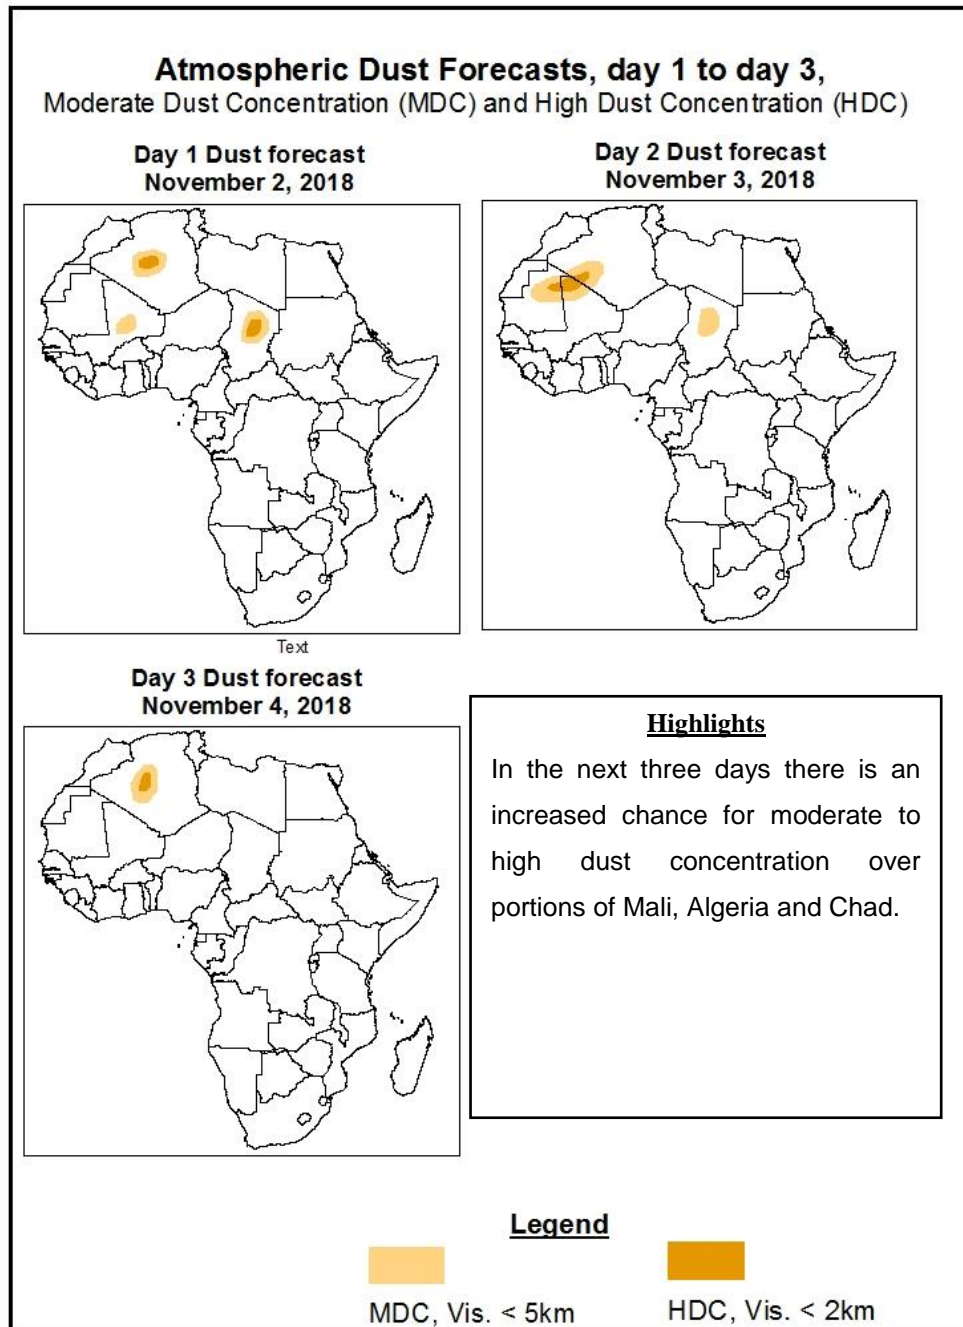 Atmospheric Dust Forecasts, day 1 to day 3,
Moderate Dust Concentration (MDC) and High Dust Concentration (HDC)
Day 1 Dust forecast
November 2, 2018
Day 2 Dust forecast
November 3, 2018
Text
Day 3 Dust forecast
November 4, 2018
Highlights
In the next three days there is an
increased chance for moderate to
high dust concentration over
portions of Mali, Algeria and Chad.
Legend
MDC, Vis. < 5km
HDC, Vis. < 2km